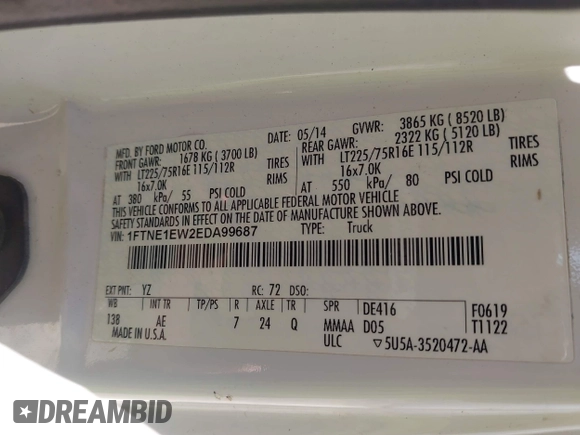 MFD. BY FORD MOTOR CO.
05/14
GVWR: 3865 KG ( 8520 LB)
FRONT GAWR: 1678 KG ( 3700 LB)
REAR GAWR: 2322 KG ( 5120 LB)
WITH LT225/75R16E 115/112R TIRES
WITH LT225/75R16E 115/112R TIRES
16x7.0K RIMS
16x7.0K RIMS
AT 380 kPa/ 55 PSI COLD
AT 550 kPa/ 80 PSI COLD
THIS VEHICLE CONFORMS TO ALL APPLICABLE FEDERAL MOTOR VEHICLE
SAFETY STANDARDS IN EFFECT ON THE DATE OF MANUFACTURE SHOWN ABOVE.
VIN: 1FTNE1EW2EDA99687
TYPE: Truck
EXT PNT: YZ RC: 72 DSO:
WB INT TR TP/PS R AXLE TR SPR DE416 F0619
138 AE 7 24 Q MMAA D05 T1122
MADE IN U.S.A. ULC ▽5U5A-3520472-AA
DREAMBID